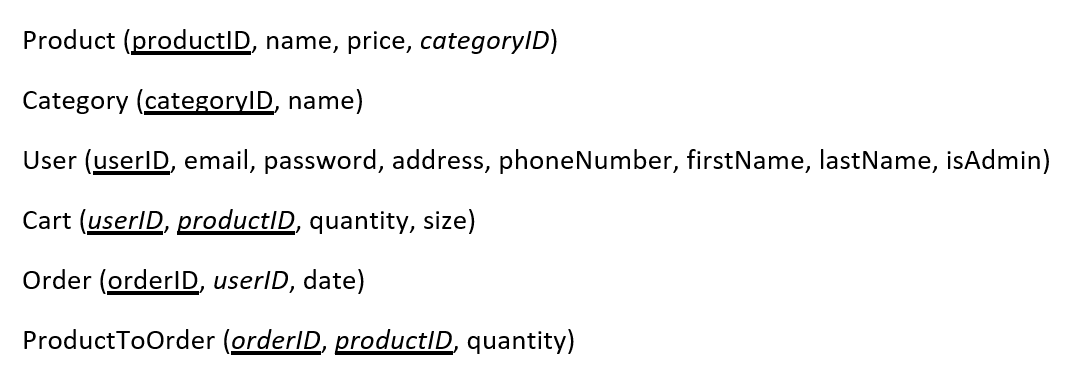 Product (productID, name, price, categoryID)
Category (categoryID, name)
User (userID, email, password, address, phoneNumber, firstName, lastName, isAdmin)
Cart (userID, productID, quantity, size)
Order (orderID, userID, date)
ProductToOrder (orderID, productID, quantity)